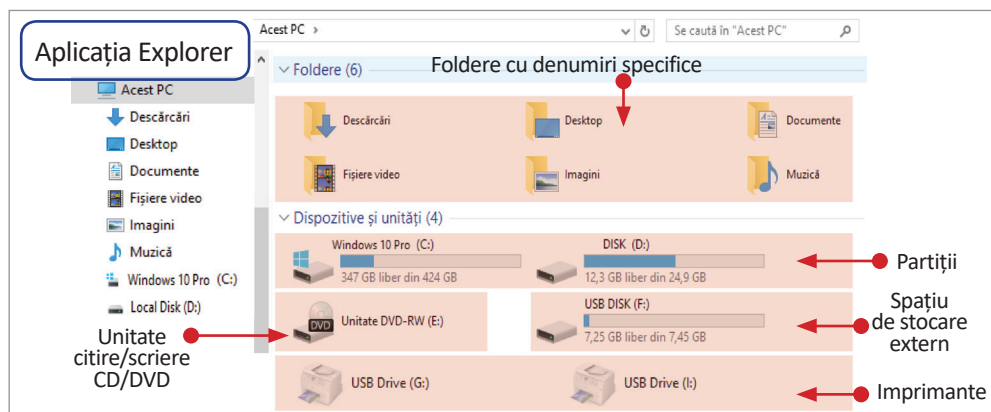 Aplicația Explorer
Acest PC ›
Se caută în "Acest PC"
Acest PC
Descărcări
Desktop
Documente
Fișiere video
Imagini
Muzică
Windows 10 Pro (C:)
Local Disk (D:)
Foldere (6)
Foldere cu denumiri specifice
Descărcări
Desktop
Documente
Fișiere video
Imagini
Muzică
Dispozitive și unități (4)
Windows 10 Pro (C:)
347 GB liber din 424 GB
DISK (D:)
12,3 GB liber din 24,9 GB
Partiții
Unitate
citire/scriere
CD/DVD
DVD
Unitate DVD-RW (E:)
USB DISK (F:)
7,25 GB liber din 7,45 GB
Spațiu
de stocare
extern
USB Drive (G:)
USB Drive (I:)
Imprimante